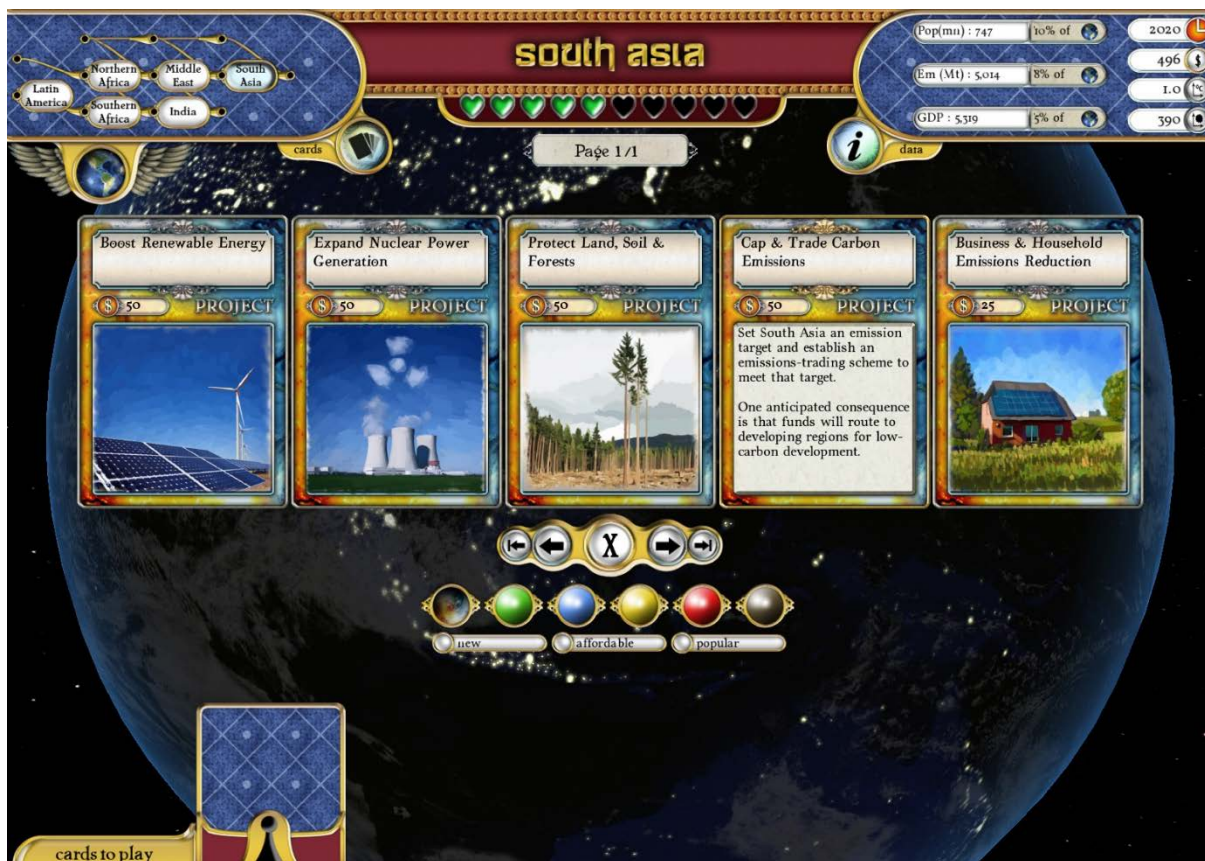 south asia
Northern
Africa
Middle
East
South
Asia
Latin
America
Southern
Africa
India
cards
Page 1/1
data
Pop(mil) : 747
10% of
Em (Mt) : 5,014
8% of
GDP : 5,319
5% of
2020
496
$
1.0
°C
390
i
Boost Renewable Energy
$ 50
PROJECT
Expand Nuclear Power
Generation
$ 50
PROJECT
Protect Land, Soil &
Forests
$ 50
PROJECT
Cap & Trade Carbon
Emissions
$ 50
PROJECT
Set South Asia an emission
target and establish an
emissions-trading scheme to
meet that target.
One anticipated consequence
is that funds will route to
developing regions for low-
carbon development.
Business & Household
Emissions Reduction
$ 25
PROJECT
X
new
affordable
popular
cards to play